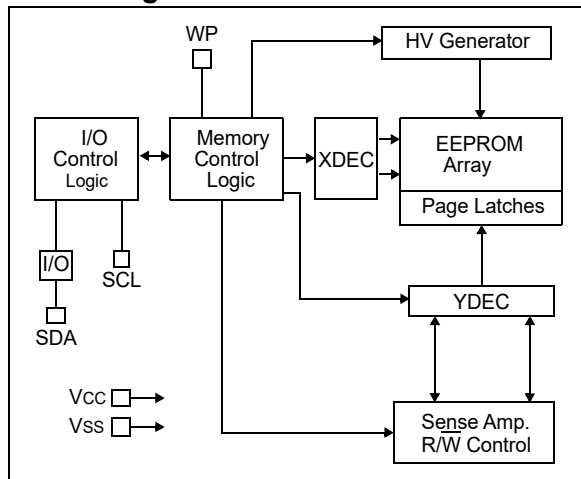 WP
HV Generator
I/O
Control
Logic
Memory
Control
Logic
XDEC
EEPROM
Array
Page Latches
I/O
SCL
SDA
YDEC
VCC
VSS
Sense Amp.
R/W̅ Control